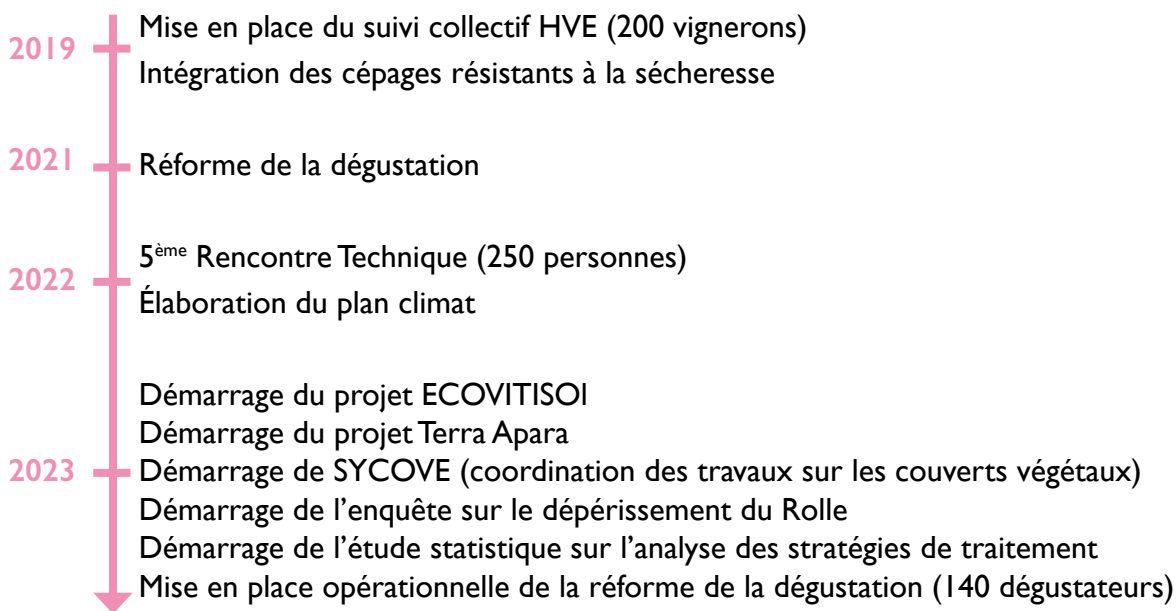 Mise en place du suivi collectif HVE (200 vignerons)
2019
Intégration des cépages résistants à la sécheresse
2021
Réforme de la dégustation
5ème Rencontre Technique (250 personnes)
2022
Élaboration du plan climat
Démarrage du projet ECOVITISOl
Démarrage du projet Terra Apara
2023
Démarrage de SYCOVE (coordination des travaux sur les couverts végétaux)
Démarrage de l'enquête sur le dépérissement du Rolle
Démarrage de l'étude statistique sur l'analyse des stratégies de traitement
Mise en place opérationnelle de la réforme de la dégustation (140 dégustateurs)